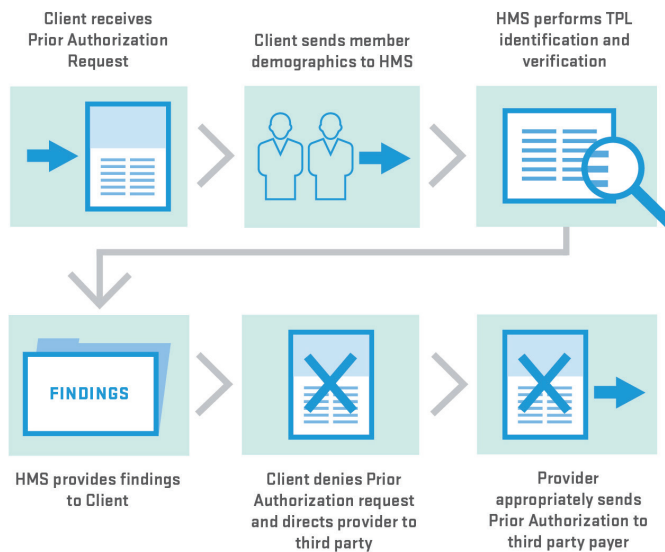 Client receives
Prior Authorization
Request
Client sends member
demographics to HMS
HMS performs TPL
identification and
verification
FINDINGS
HMS provides findings
to Client
Client denies Prior
Authorization request
and directs provider to
third party
Provider
appropriately sends
Prior Authorization to
third party payer